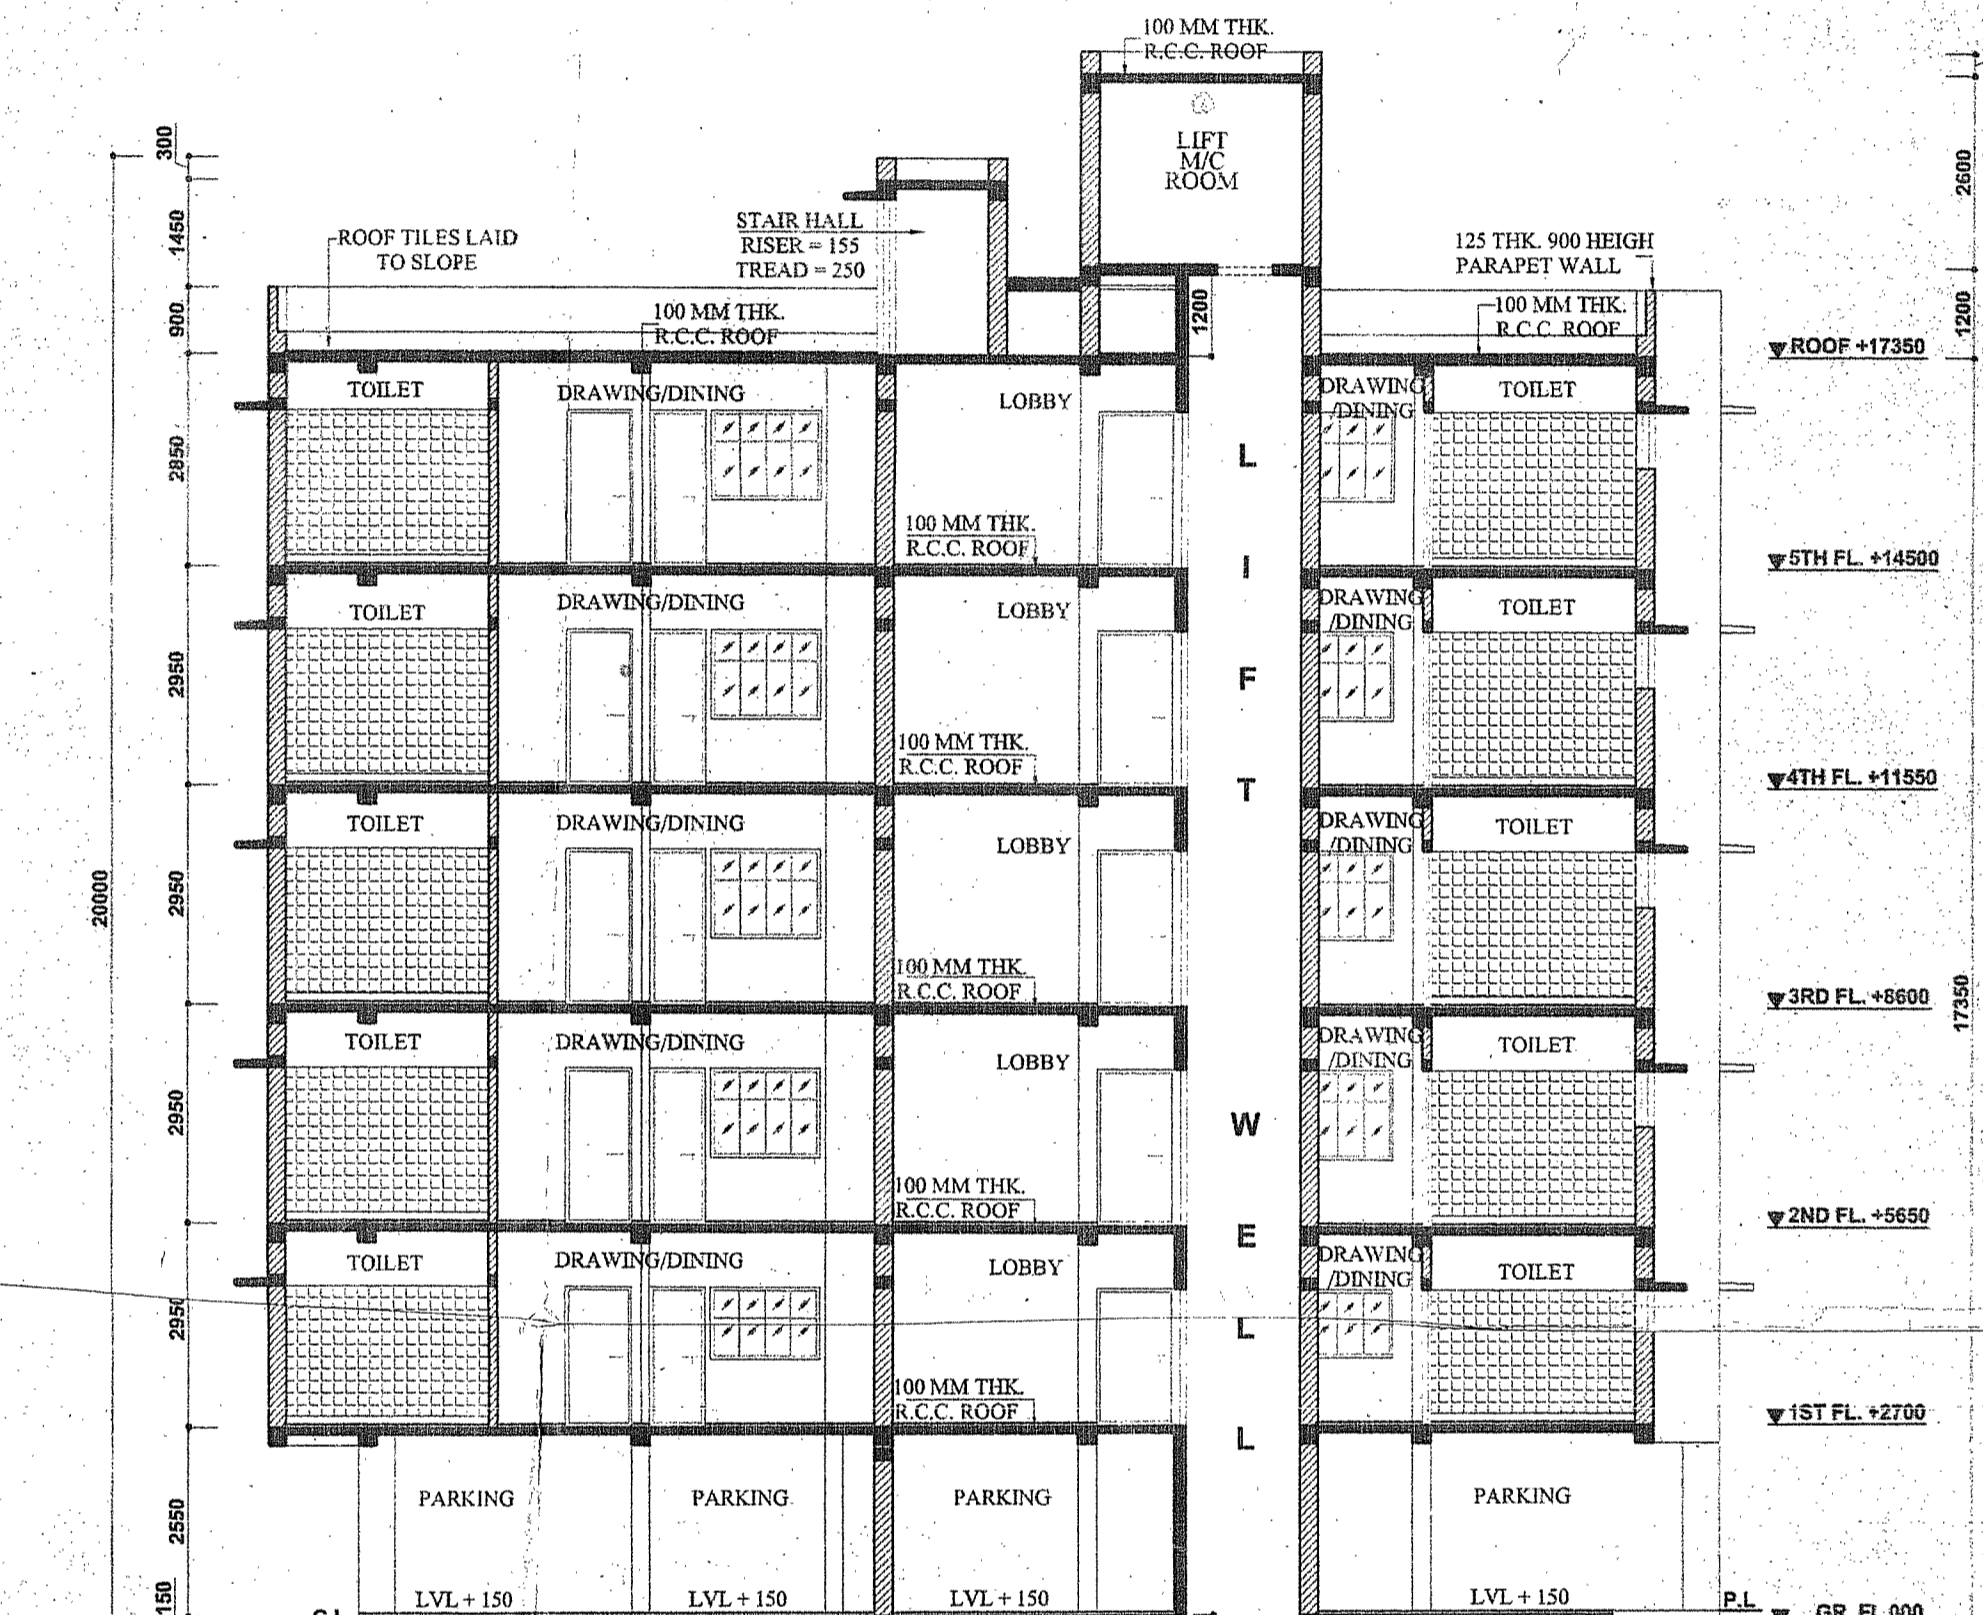 100 MM THK.
R.C.C. ROOF
LIFT
M/C
ROOM
300
2600
STAIR HALL
RISER = 155
TREAD = 250
1450
ROOF TILES LAID
TO SLOPE
125 THK. 900 HEIGH
PARAPET WALL
900
100 MM THK.
R.C.C. ROOF
1200
100 MM THK.
R.C.C. ROOF
1200
ROOF +17350
TOILET
DRAWING/DINING
LOBBY
DRAWING
/DINING
TOILET
2850
100 MM THK.
R.C.C. ROOF
5TH FL. +14500
TOILET
DRAWING/DINING
LOBBY
DRAWING
/DINING
TOILET
2950
100 MM THK.
R.C.C. ROOF
4TH FL. +11550
TOILET
DRAWING/DINING
LOBBY
DRAWING
/DINING
TOILET
20000
2950
100 MM THK.
R.C.C. ROOF
3RD FL. +8600
17350
TOILET
DRAWING/DINING
LOBBY
DRAWING
/DINING
TOILET
2950
100 MM THK.
R.C.C. ROOF
2ND FL. +5650
TOILET
DRAWING/DINING
LOBBY
DRAWING
/DINING
TOILET
2950
100 MM THK.
R.C.C. ROOF
1ST FL. +2700
LIFT WELL
PARKING
PARKING
PARKING
PARKING
2550
150
LVL + 150
LVL + 150
LVL + 150
LVL + 150
P.L